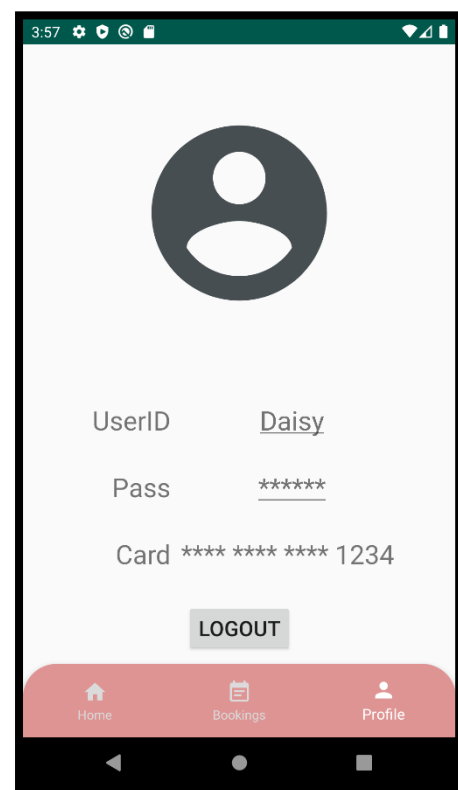 3:57
UserID Daisy
Pass ******
Card **** **** **** 1234
LOGOUT
Home Bookings Profile